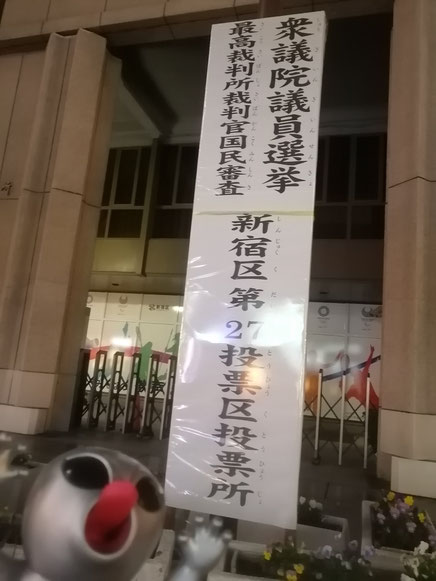 衆議院議員選挙
最高裁判所裁判官国民審査
新宿区第27投票区投票所